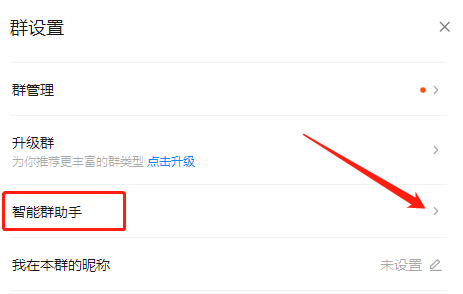 群设置
群管理
升级群
为你推荐更丰富的群类型 点击升级
智能群助手
我在本群的昵称 未设置